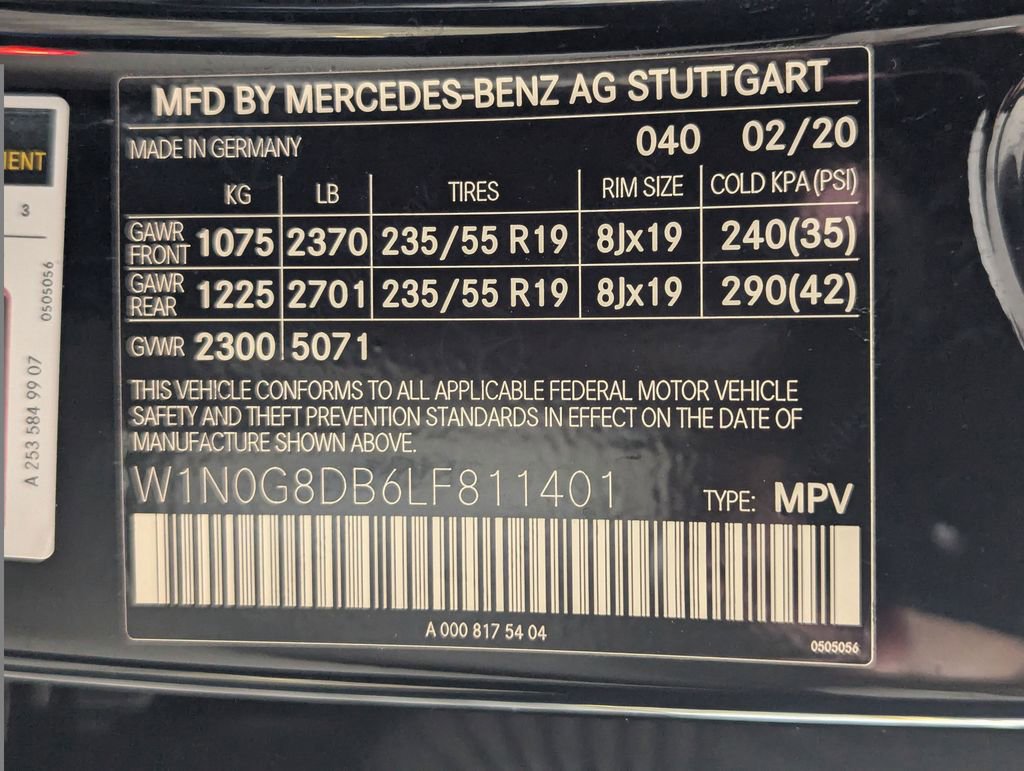 MFD BY MERCEDES-BENZ AG STUTTGART
MADE IN GERMANY 040 02/20
KG LB TIRES RIM SIZE COLD KPA (PSI)
GAWR FRONT 1075 2370 235/55 R19 8Jx19 240(35)
GAWR REAR 1225 2701 235/55 R19 8Jx19 290(42)
GVWR 2300 5071
THIS VEHICLE CONFORMS TO ALL APPLICABLE FEDERAL MOTOR VEHICLE
SAFETY AND THEFT PREVENTION STANDARDS IN EFFECT ON THE DATE OF
MANUFACTURE SHOWN ABOVE.
W1N0G8DB6LF811401 TYPE: MPV
A 000 817 54 04
0505056
IENT
3
0505056
A 253 584 99 07